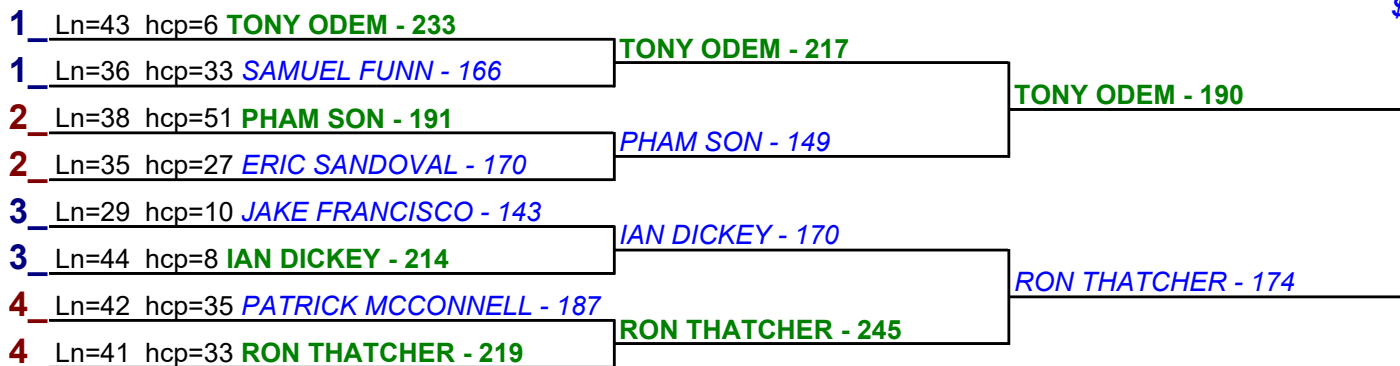 1_ Ln=43 hcp=6 TONY ODEM - 233
TONY ODEM - 217
1_ Ln=36 hcp=33 SAMUEL FUNN - 166
TONY ODEM - 190
2_ Ln=38 hcp=51 PHAM SON - 191
PHAM SON - 149
2_ Ln=35 hcp=27 ERIC SANDOVAL - 170
3_ Ln=29 hcp=10 JAKE FRANCISCO - 143
IAN DICKEY - 170
3_ Ln=44 hcp=8 IAN DICKEY - 214
RON THATCHER - 174
4_ Ln=42 hcp=35 PATRICK MCCONNELL - 187
RON THATCHER - 245
4 Ln=41 hcp=33 RON THATCHER - 219